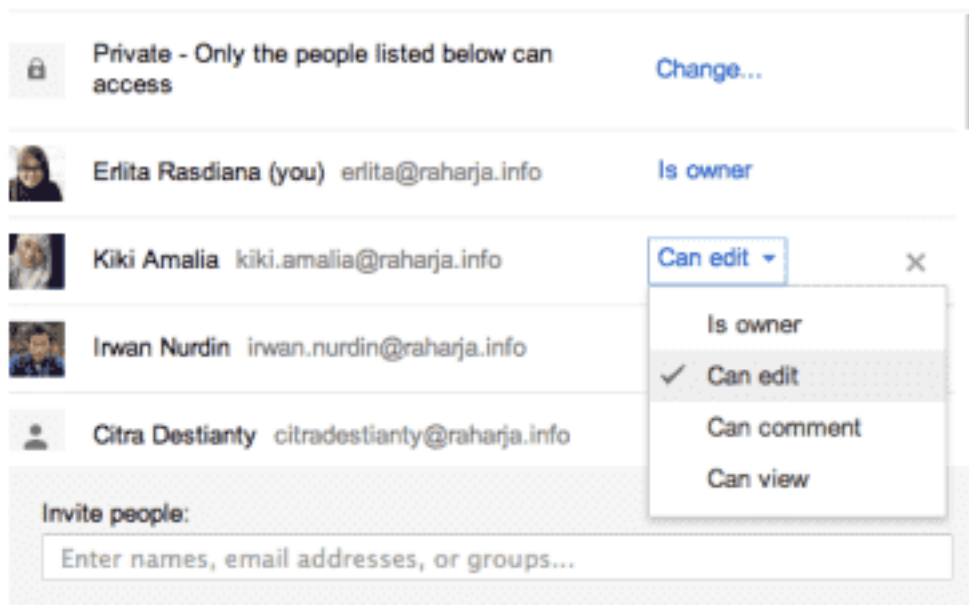 Private - Only the people listed below can
access
Change...
Erlita Rasdiana (you) erlita@raharja.info
Is owner
Kiki Amalia kiki.amalia@raharja.info
Can edit
Is owner
Irwan Nurdin irwan.nurdin@raharja.info
Can edit
Can comment
Citra Destianty citradestianty@raharja.info
Can view
Invite people:
Enter names, email addresses, or groups...